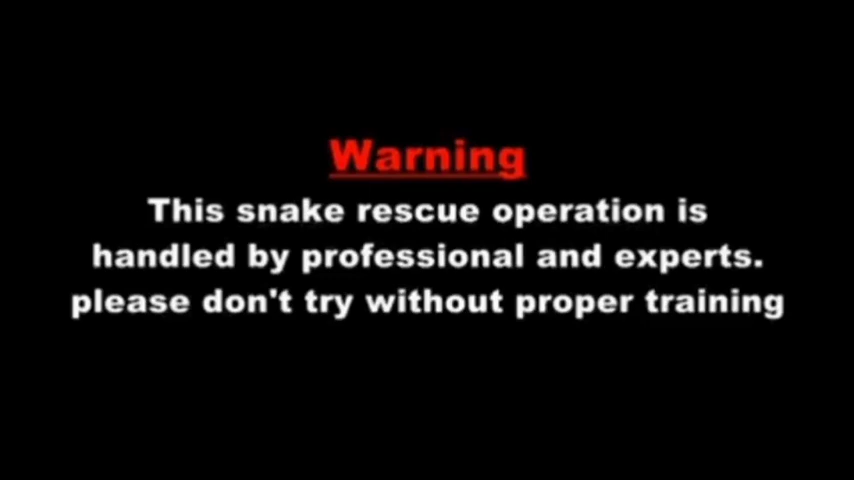 Warning
This snake rescue operation is
handled by professional and experts.
please don't try without proper training